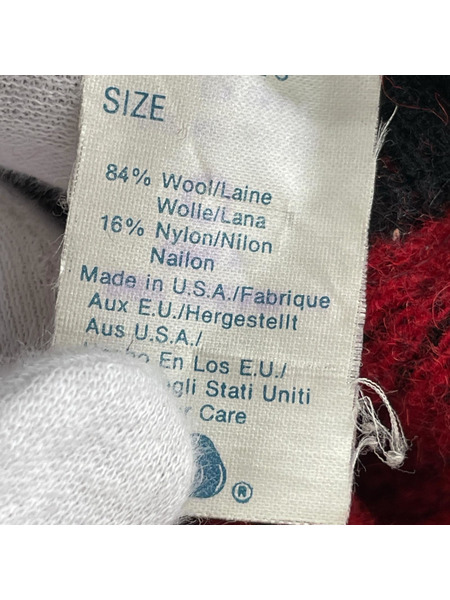 SIZE
84% Wool/Laine
Wolle/Lana
16% Nylon/Nilon
Nailon
Made in U.S.A./Fabrique
Aux E.U./Hergestellt
Aus U.S.A./
En Los E.U./
Stati Uniti
Care
®